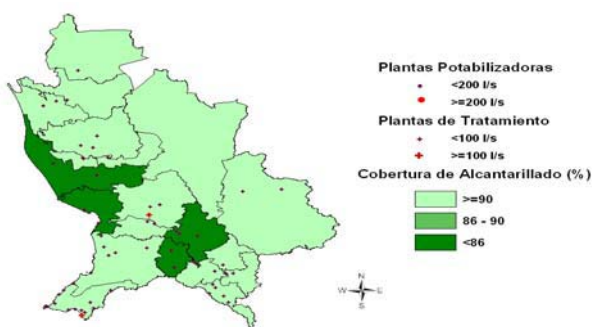 Plantas Potabilizadoras
<200 l/s
>=200 l/s
Plantas de Tratamiento
<100 l/s
>=100 l/s
Cobertura de Alcantarillado (%)
>=90
86 - 90
<86
N
W E
S